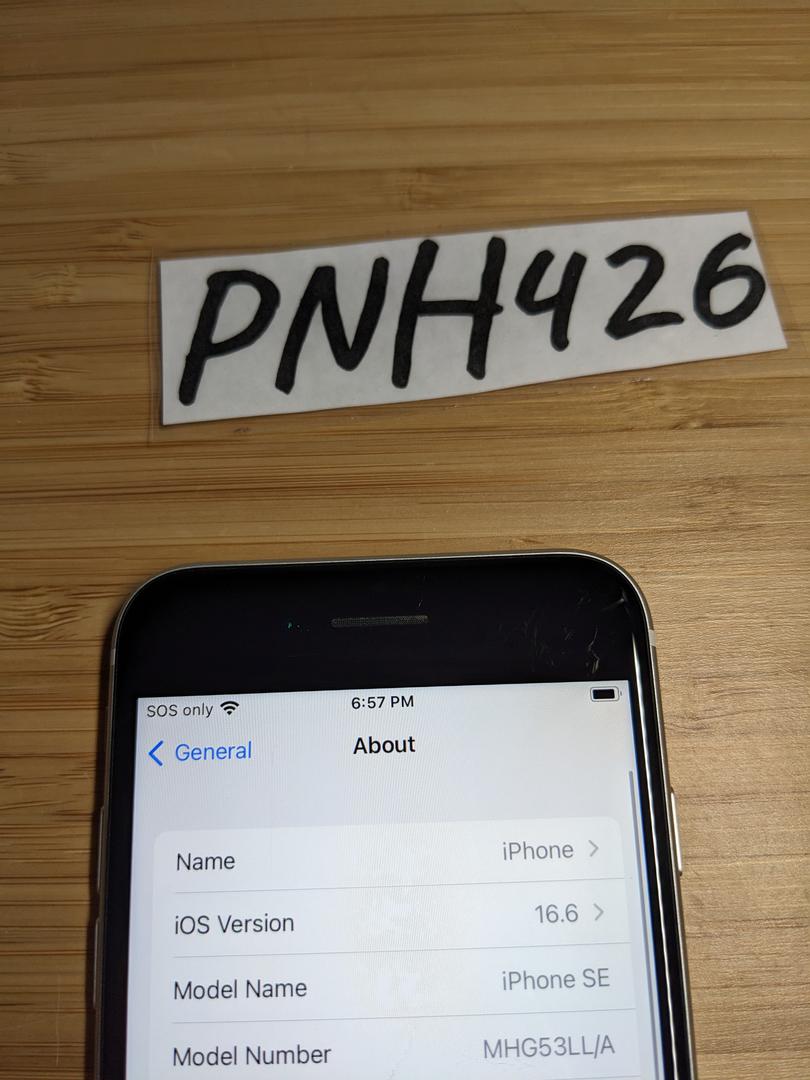 PNH426
SOS only 6:57 PM
General About
Name iPhone
iOS Version 16.6
Model Name iPhone SE
Model Number MHG53LL/A